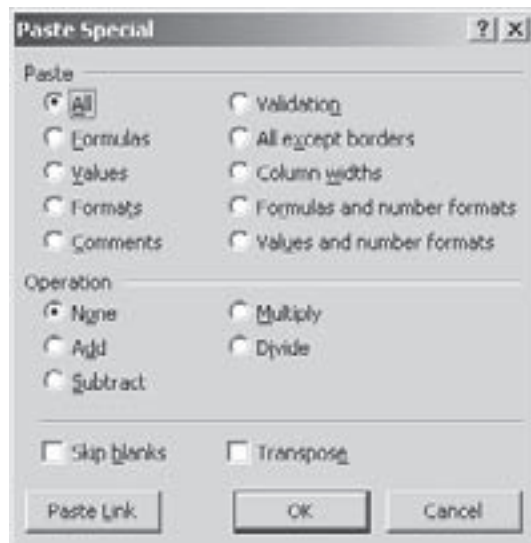 Paste Special
Paste
All Validation
Formulas All except borders
Values Column widths
Formats Formulas and number formats
Comments Values and number formats
Operation
None Multiply
Add Divide
Subtract
Skip blanks Transpose
Paste Link OK Cancel